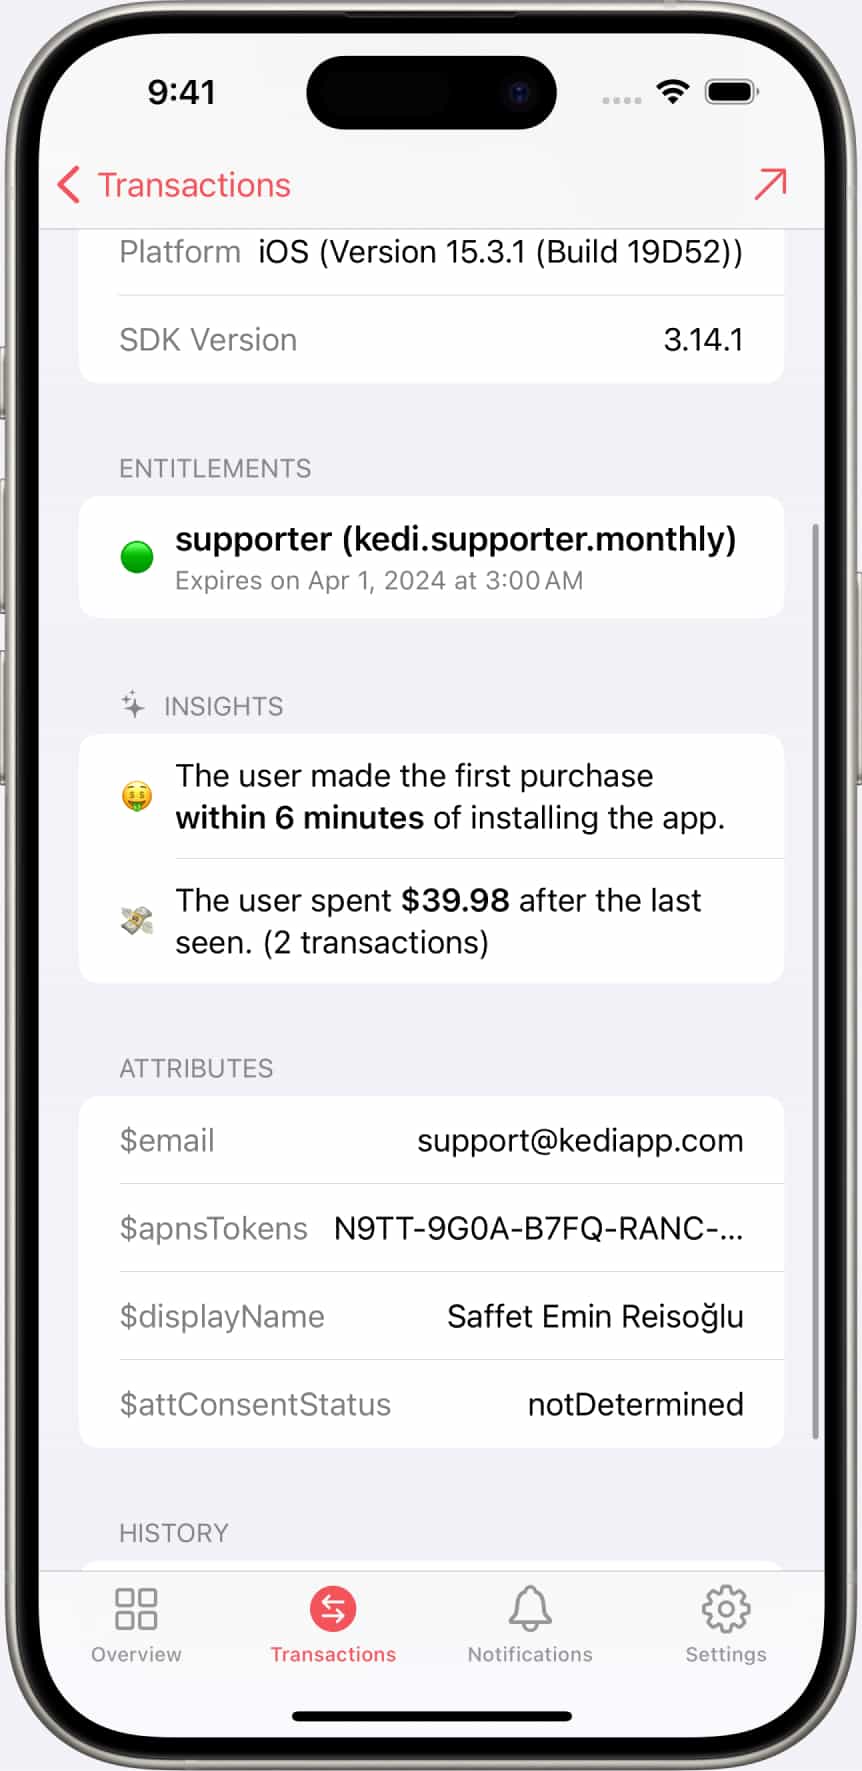 9:41
Transactions
Platform iOS (Version 15.3.1 (Build 19D52))
SDK Version 3.14.1
ENTITLEMENTS
supporter (kedi.supporter.monthly)
Expires on Apr 1, 2024 at 3:00 AM
INSIGHTS
The user made the first purchase
within 6 minutes of installing the app.
The user spent $39.98 after the last
seen. (2 transactions)
ATTRIBUTES
$email support@kediapp.com
$apnsTokens N9TT-9G0A-B7FQ-RANC-...
$displayName Saffet Emin Reisoğlu
$attConsentStatus notDetermined
HISTORY
Overview Transactions Notifications Settings